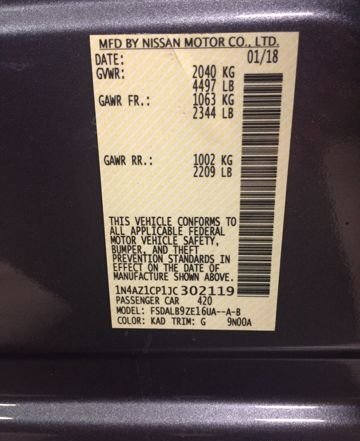 MFD BY NISSAN MOTOR CO., LTD.
DATE: 01/18
GVWR: 2040 KG
4497 LB
GAWR FR.: 1063 KG
2344 LB
GAWR RR.: 1002 KG
2209 LB
THIS VEHICLE CONFORMS TO
ALL APPLICABLE FEDERAL
MOTOR VEHICLE SAFETY,
BUMPER, AND THEFT
PREVENTION STANDARDS IN
EFFECT ON THE DATE OF
MANUFACTURE SHOWN ABOVE.
1N4AZ1CP1JC302119
PASSENGER CAR 420
MODEL: FSDALB9ZE16UA--A-B
COLOR: KAD TRIM: G 9N00A